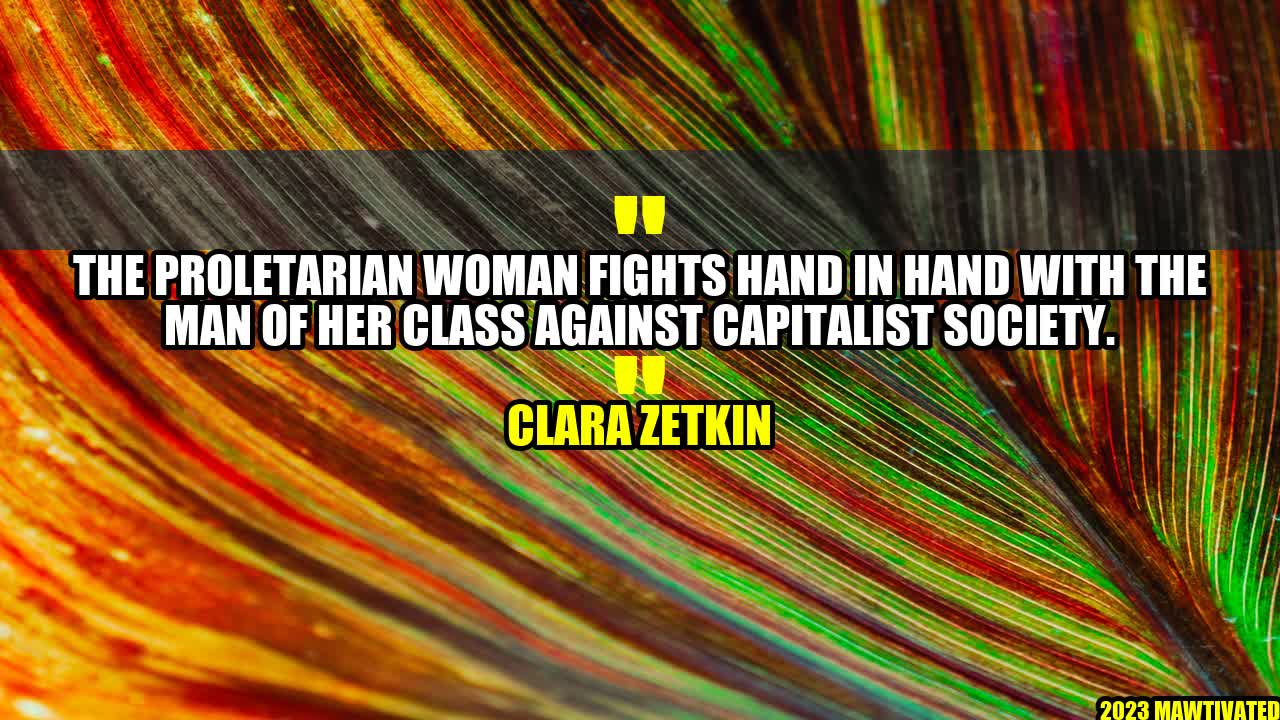 "
THE PROLETARIAN WOMAN FIGHTS HAND IN HAND WITH THE
MAN OF HER CLASS AGAINST CAPITALIST SOCIETY.
"
CLARA ZETKIN
2023 MAWTIVATED